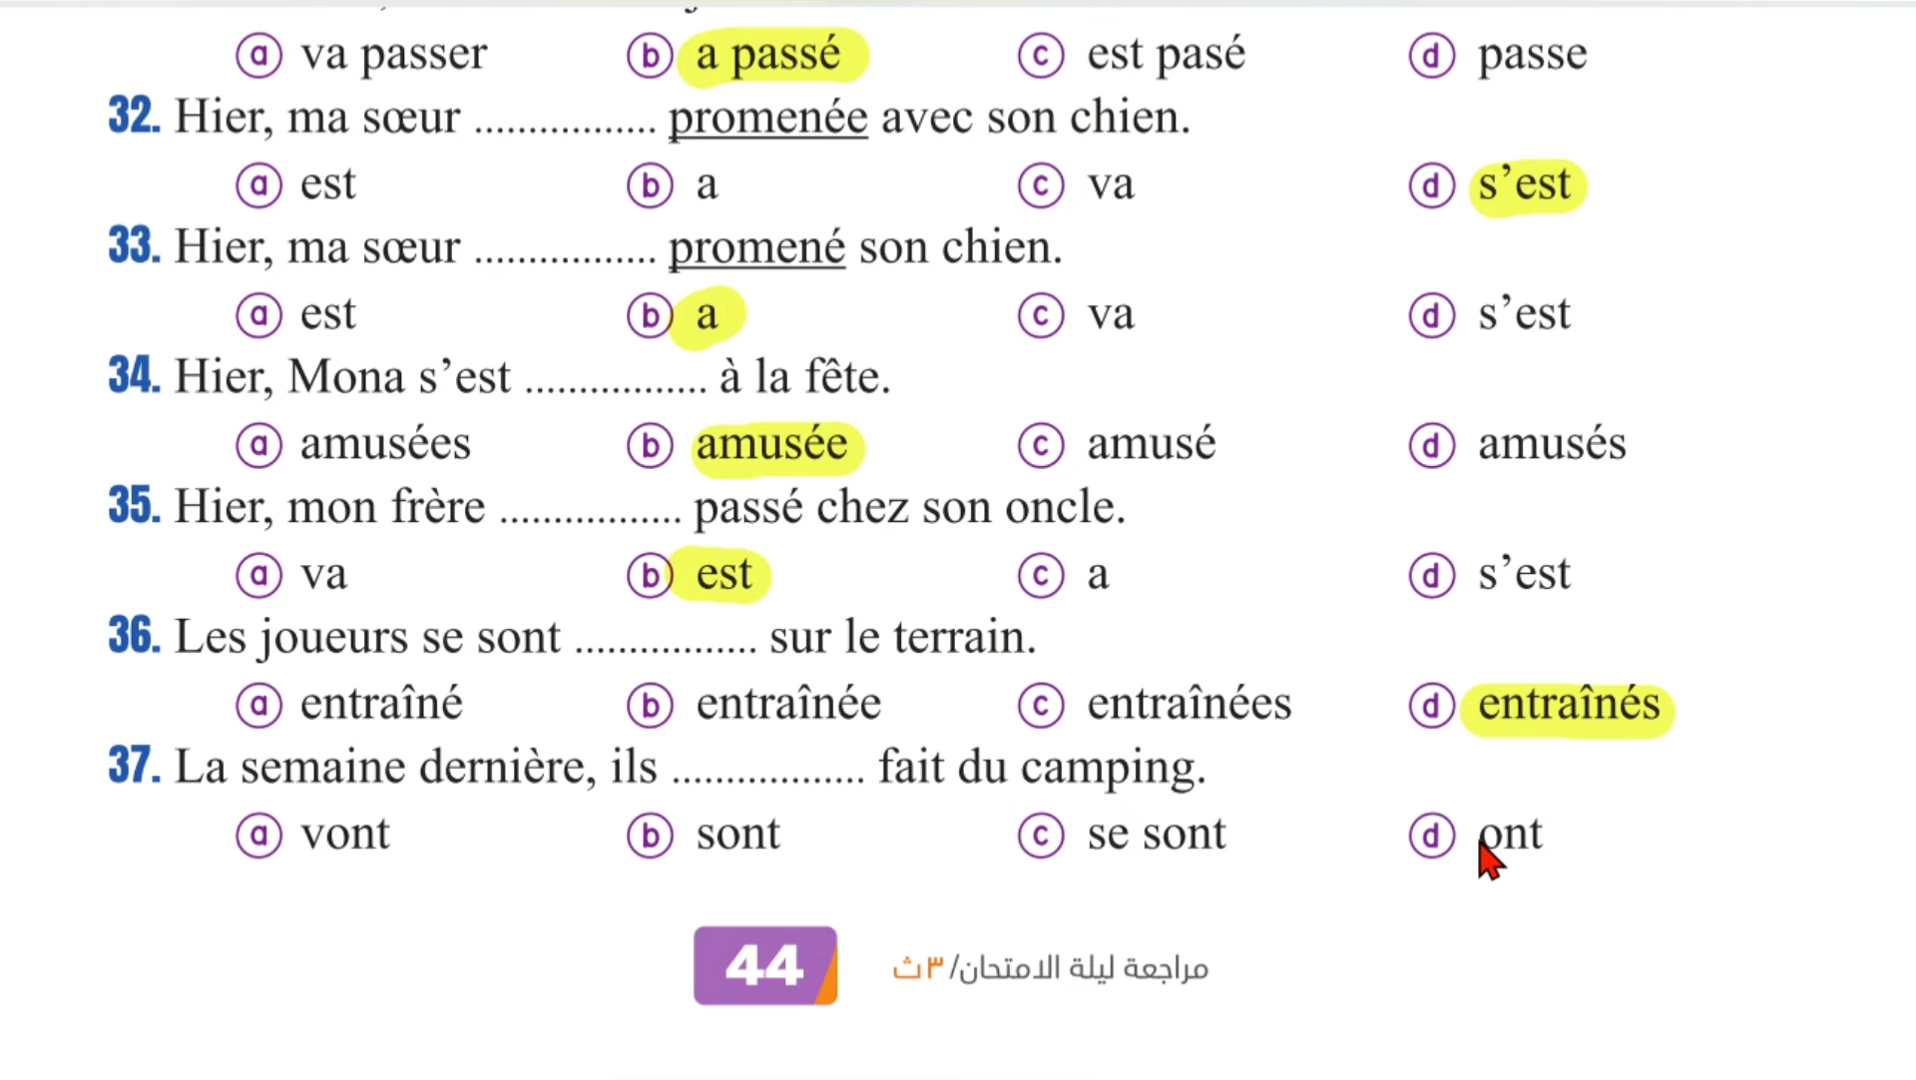 a va passer b a passé c est pasé d passe
32. Hier, ma sœur ................. promenée avec son chien.
a est b a c va d s’est
33. Hier, ma sœur ................. promené son chien.
a est b a c va d s’est
34. Hier, Mona s’est ................. à la fête.
a amusées b amusée c amusé d amusés
35. Hier, mon frère ................. passé chez son oncle.
a va b est c a d s’est
36. Les joueurs se sont ................. sur le terrain.
a entraîné b entraînée c entraînées d entraînés
37. La semaine dernière, ils .................. fait du camping.
a vont b sont c se sont d ont
44 مراجعة ليلة الامتحان/٣ث